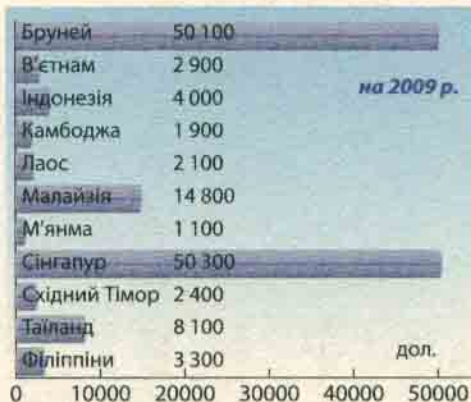 Бруней 50 100
В'єтнам 2 900
на 2009 р.
Індонезія 4 000
Камбоджа 1 900
Лаос 2 100
Малайзія 14 800
М'янма 1 100
Сінгапур 50 300
Східний Тімор 2 400
Таїланд 8 100
Філіппіни 3 300
дол.
0 10000 20000 30000 40000 50000